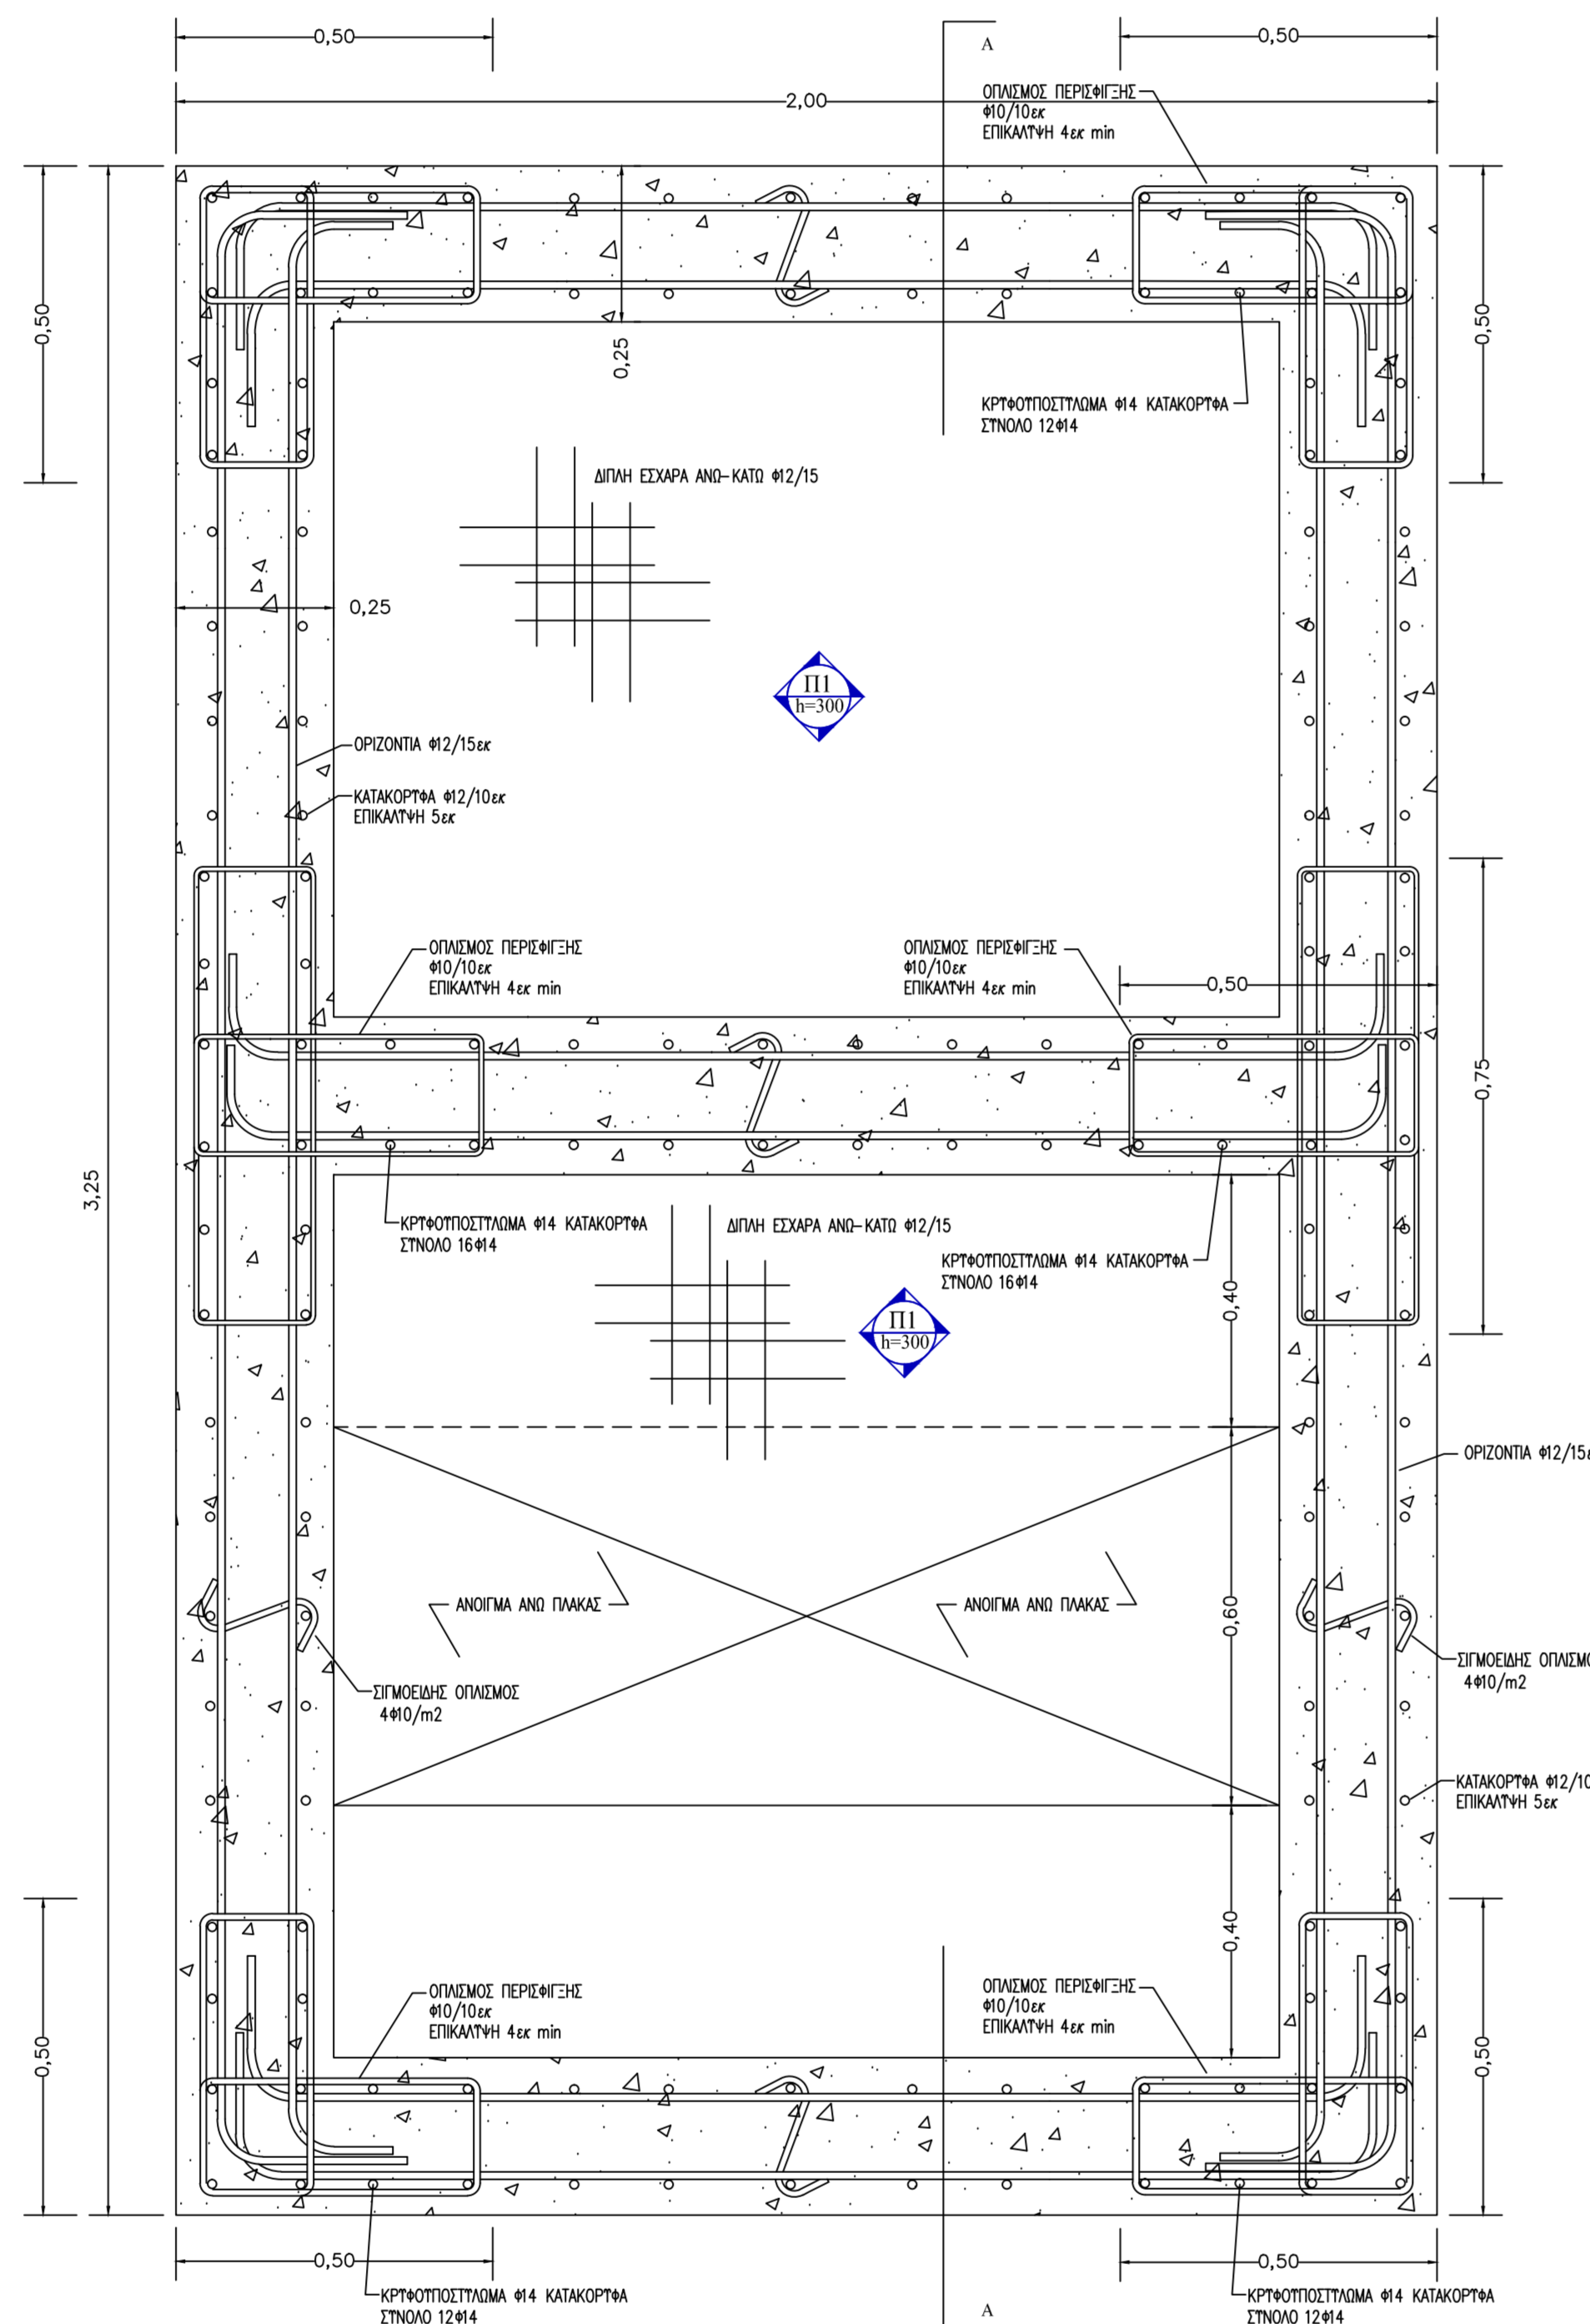 0,50
0,50
A
2,00
ΟΠΛΙΣΜΟΣ ΠΕΡΙΣΦΙΓΞΗΣ
Φ10/10εκ
ΕΠΙΚΑΛΥΨΗ 4εκ min
0,50
0,50
0,25
ΚΡΥΦΟΥΠΟΣΤΥΛΩΜΑ Φ14 ΚΑΤΑΚΟΡΥΦΑ
ΣΥΝΟΛΟ 12Φ14
ΔΙΠΛΗ ΕΣΧΑΡΑ ΑΝΩ-ΚΑΤΩ Φ12/15
0,25
Π1
h=300
ΟΡΙΖΟΝΤΙΑ Φ12/15εκ
ΚΑΤΑΚΟΡΥΦΑ Φ12/10εκ
ΕΠΙΚΑΛΥΨΗ 5εκ
ΟΠΛΙΣΜΟΣ ΠΕΡΙΣΦΙΓΞΗΣ
Φ10/10εκ
ΕΠΙΚΑΛΥΨΗ 4εκ min
ΟΠΛΙΣΜΟΣ ΠΕΡΙΣΦΙΓΞΗΣ
Φ10/10εκ
ΕΠΙΚΑΛΥΨΗ 4εκ min
0,50
0,75
3,25
ΚΡΥΦΟΥΠΟΣΤΥΛΩΜΑ Φ14 ΚΑΤΑΚΟΡΥΦΑ
ΣΥΝΟΛΟ 16Φ14
ΔΙΠΛΗ ΕΣΧΑΡΑ ΑΝΩ-ΚΑΤΩ Φ12/15
ΚΡΥΦΟΥΠΟΣΤΥΛΩΜΑ Φ14 ΚΑΤΑΚΟΡΥΦΑ
ΣΥΝΟΛΟ 16Φ14
0,40
Π1
h=300
ΟΡΙΖΟΝΤΙΑ Φ12/15ε
ΑΝΟΙΓΜΑ ΑΝΩ ΠΛΑΚΑΣ
ΑΝΟΙΓΜΑ ΑΝΩ ΠΛΑΚΑΣ
0,60
ΣΙΓΜΟΕΙΔΗΣ ΟΠΛΙΣΜΟΣ
4Φ10/m2
ΣΙΓΜΟΕΙΔΗΣ ΟΠΛΙΣΜΟ
4Φ10/m2
ΚΑΤΑΚΟΡΥΦΑ Φ12/10
ΕΠΙΚΑΛΥΨΗ 5εκ
0,40
ΟΠΛΙΣΜΟΣ ΠΕΡΙΣΦΙΓΞΗΣ
Φ10/10εκ
ΕΠΙΚΑΛΥΨΗ 4εκ min
ΟΠΛΙΣΜΟΣ ΠΕΡΙΣΦΙΓΞΗΣ
Φ10/10εκ
ΕΠΙΚΑΛΥΨΗ 4εκ min
0,50
0,50
0,50
0,50
ΚΡΥΦΟΥΠΟΣΤΥΛΩΜΑ Φ14 ΚΑΤΑΚΟΡΥΦΑ
ΣΥΝΟΛΟ 12Φ14
A
ΚΡΥΦΟΥΠΟΣΤΥΛΩΜΑ Φ14 ΚΑΤΑΚΟΡΥΦΑ
ΣΥΝΟΛΟ 12Φ14